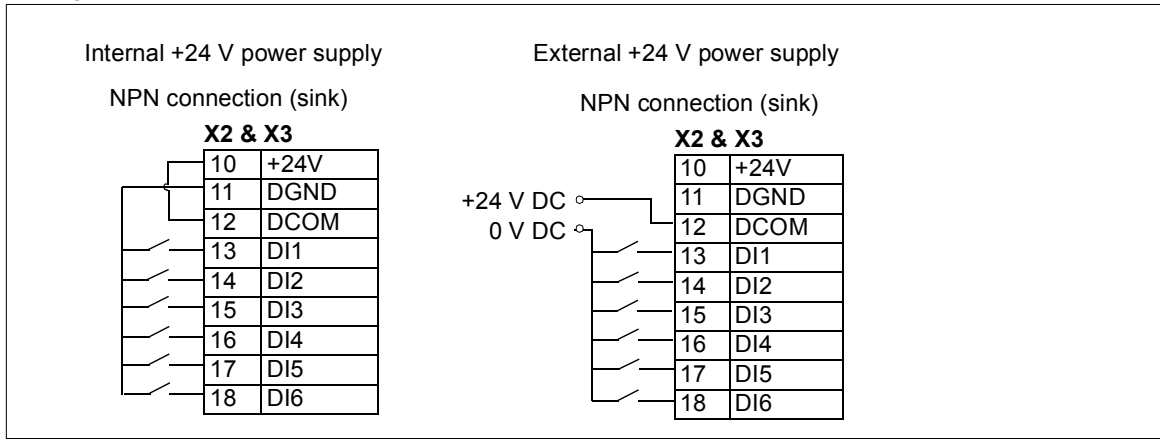 Internal +24 V power supply
NPN connection (sink)
X2 & X3
10 +24V
11 DGND
12 DCOM
13 DI1
14 DI2
15 DI3
16 DI4
17 DI5
18 DI6
External +24 V power supply
NPN connection (sink)
X2 & X3
10 +24V
11 DGND
12 DCOM
13 DI1
14 DI2
15 DI3
16 DI4
17 DI5
18 DI6
+24 V DC
0 V DC